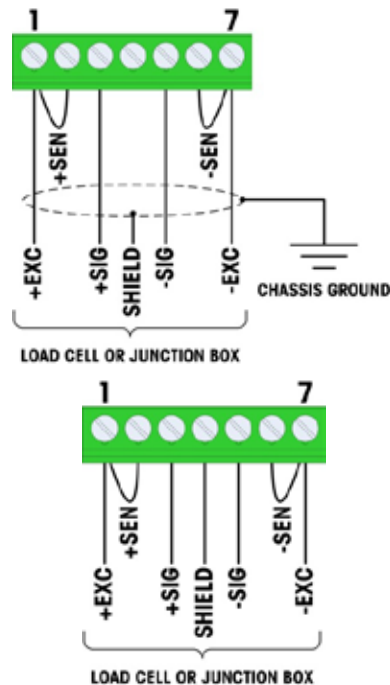 1 7
+SEN -SEN
+EXC +SIG SHIELD -SIG -EXC
CHASSIS GROUND
LOAD CELL OR JUNCTION BOX
1 7
+SEN -SEN
+EXC +SIG SHIELD -SIG -EXC
LOAD CELL OR JUNCTION BOX